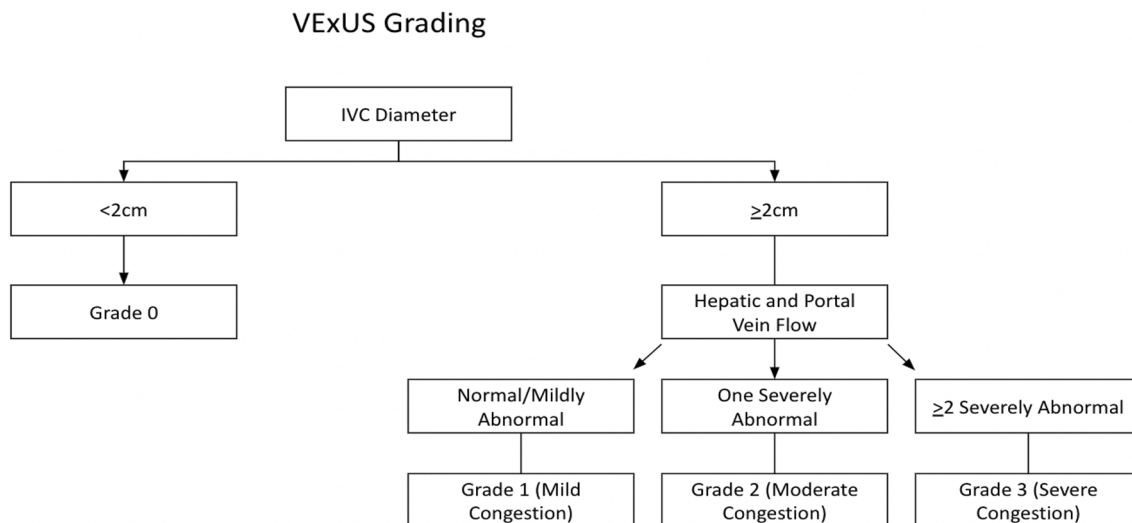 VExUS Grading
IVC Diameter
<2cm
≥2cm
Grade 0
Hepatic and Portal
Vein Flow
Normal/Mildly
Abnormal
One Severely
Abnormal
≥2 Severely Abnormal
Grade 1 (Mild
Congestion)
Grade 2 (Moderate
Congestion)
Grade 3 (Severe
Congestion)